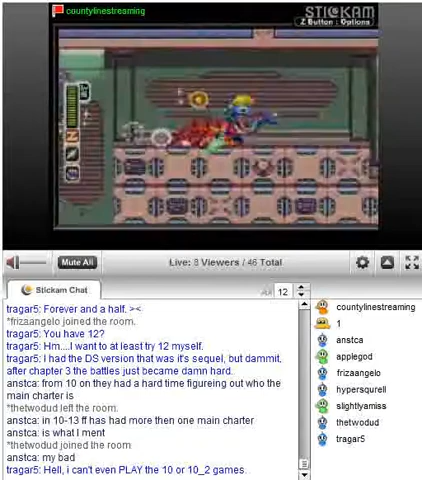 countylinestreaming
STICKAM
Z Button : Options
Mute All
Live: 8 Viewers / 46 Total
Stickam Chat
12
tragar5: Forever and a half. ><
*frizaangelo joined the room.
tragar5: You have 12?
tragar5: Hm....I want to at least try 12 myself.
tragar5: I had the DS version that was it's sequel, but dammit,
after chapter 3 the battles just became damn hard.
anstca: from 10 on they had a hard time figureing out who the
main charter is
*thetwodud left the room.
anstca: in 10-13 ff has had more then one main charter
anstca: is what I ment
*thetwodud joined the room
anstca: my bad
tragar5: Hell, i can't even PLAY the 10 or 10_2 games.
countylinestreaming
1
anstca
applegod
frizaangelo
hypersqurell
slightlyamiss
thetwodud
tragar5